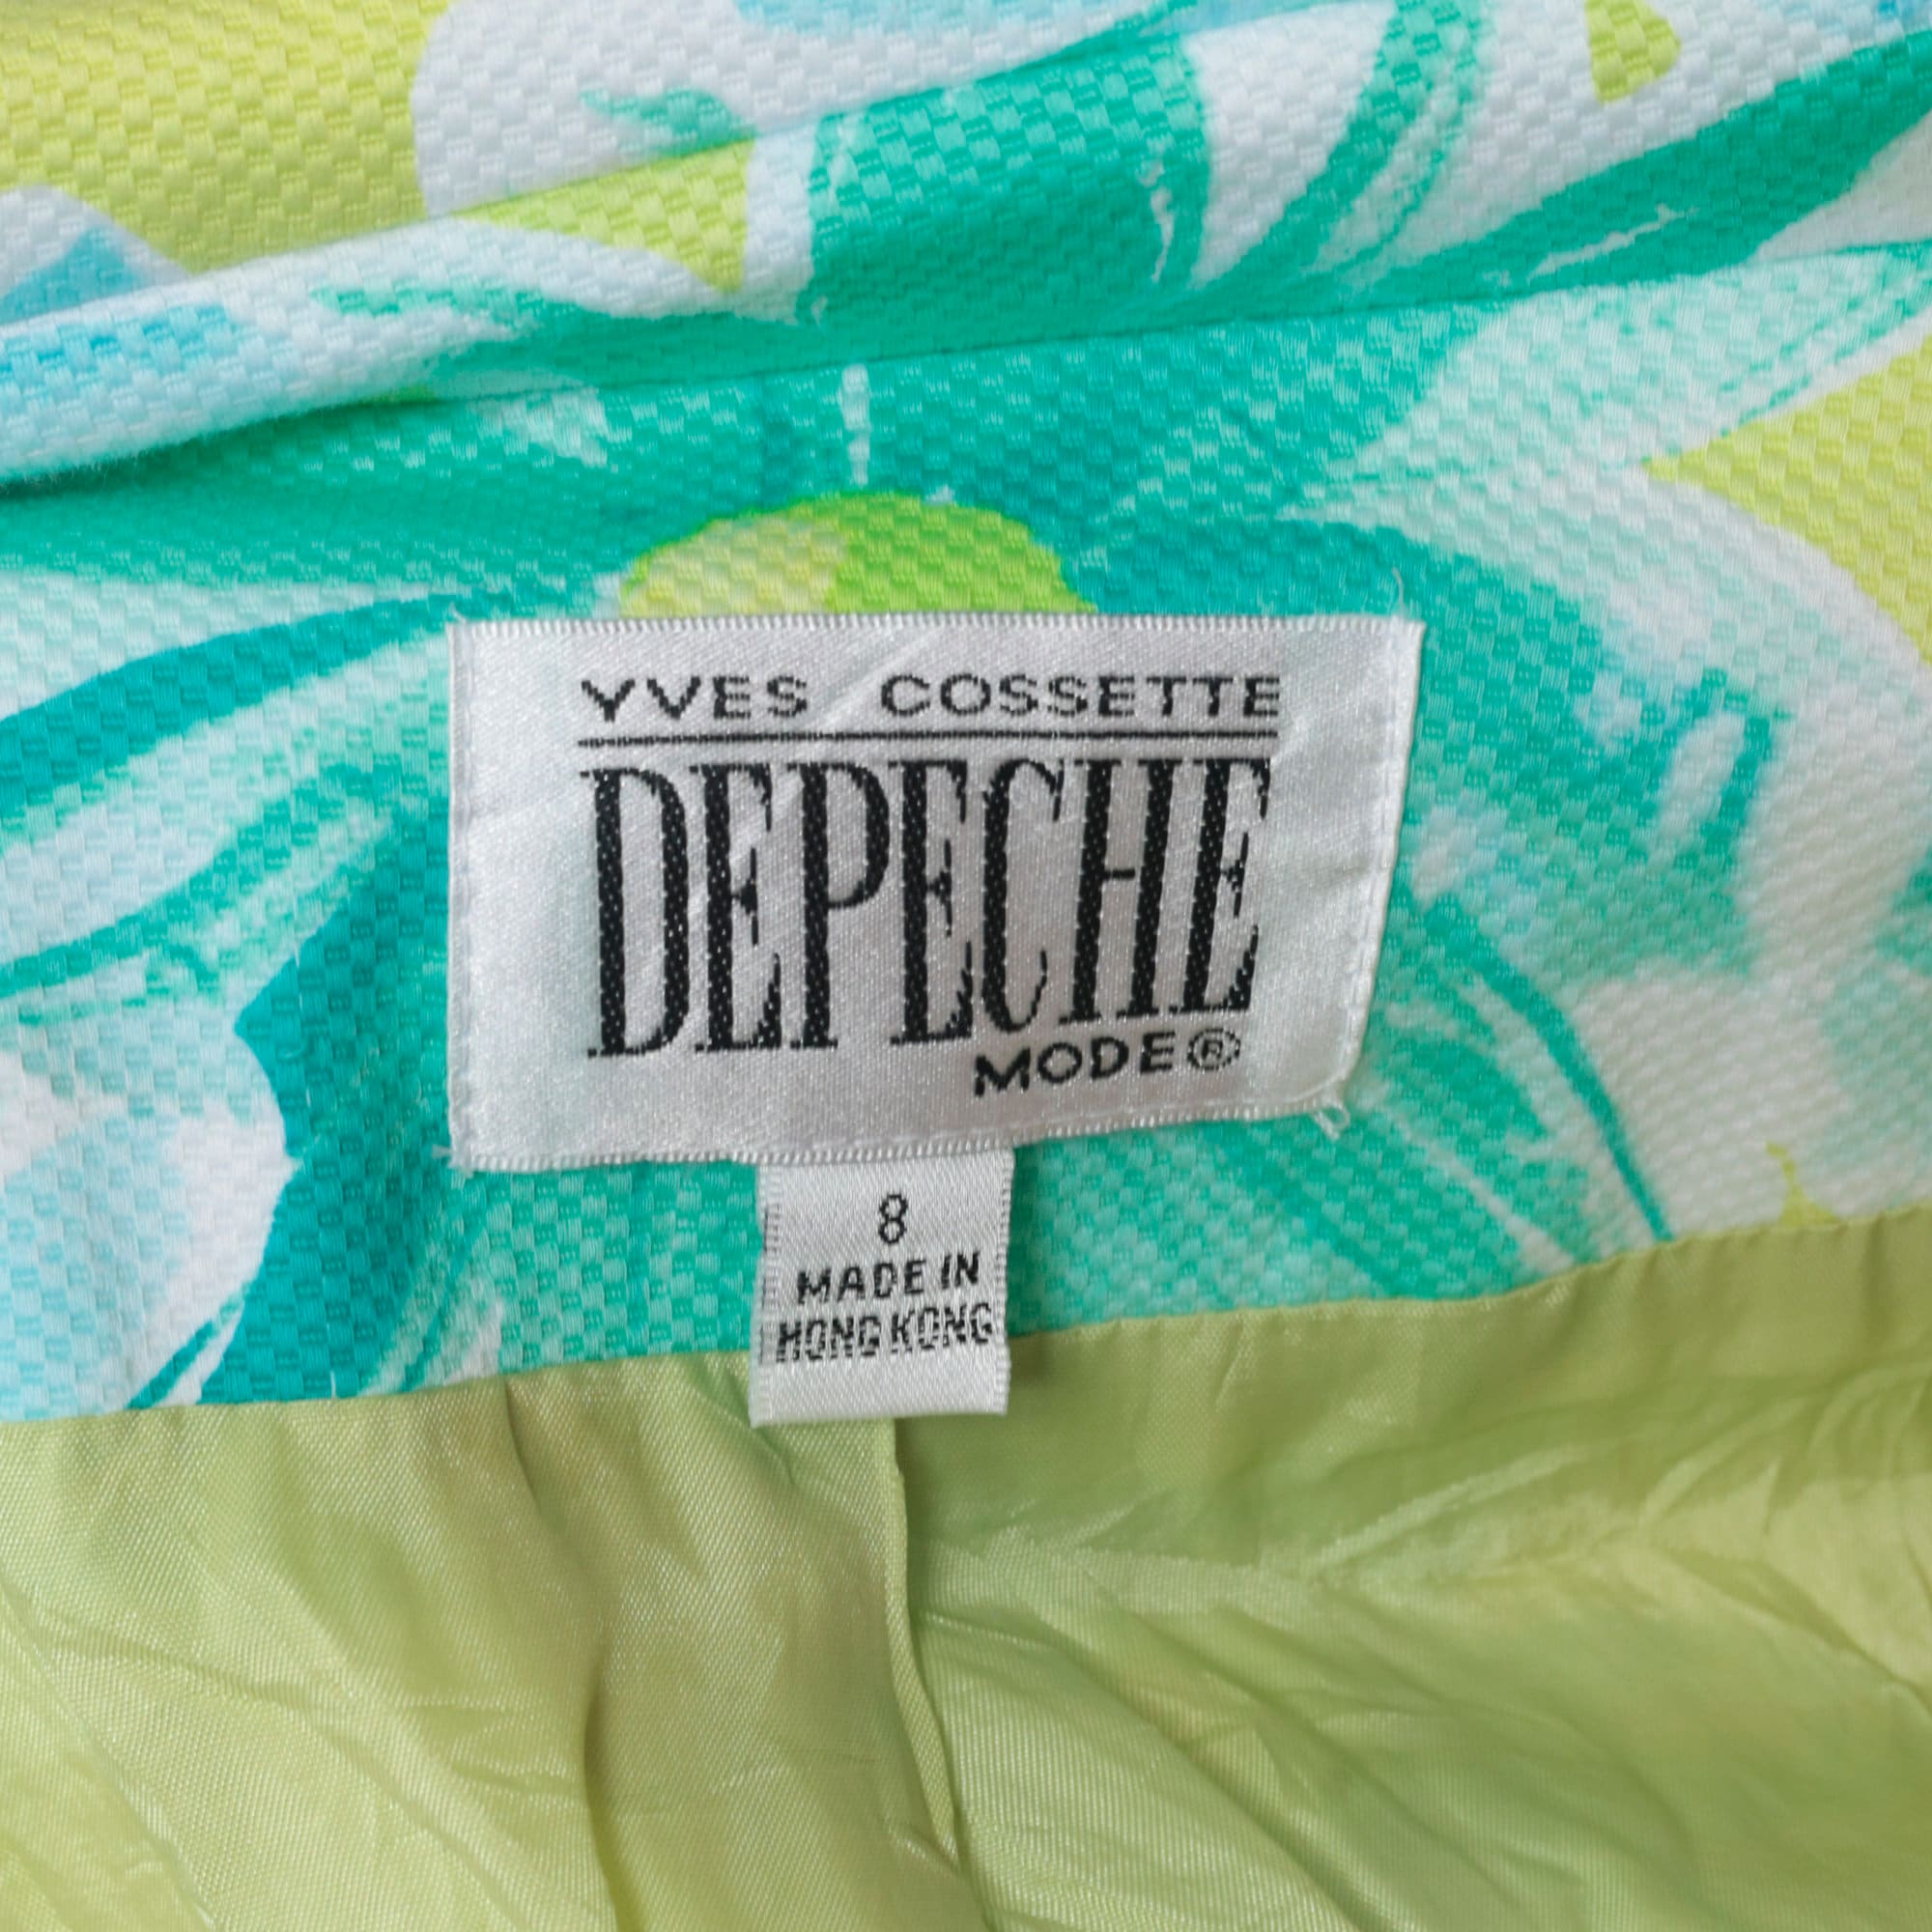 YVES COSSETTE
DEPECHE
MODE®
8
MADE IN
HONG KONG